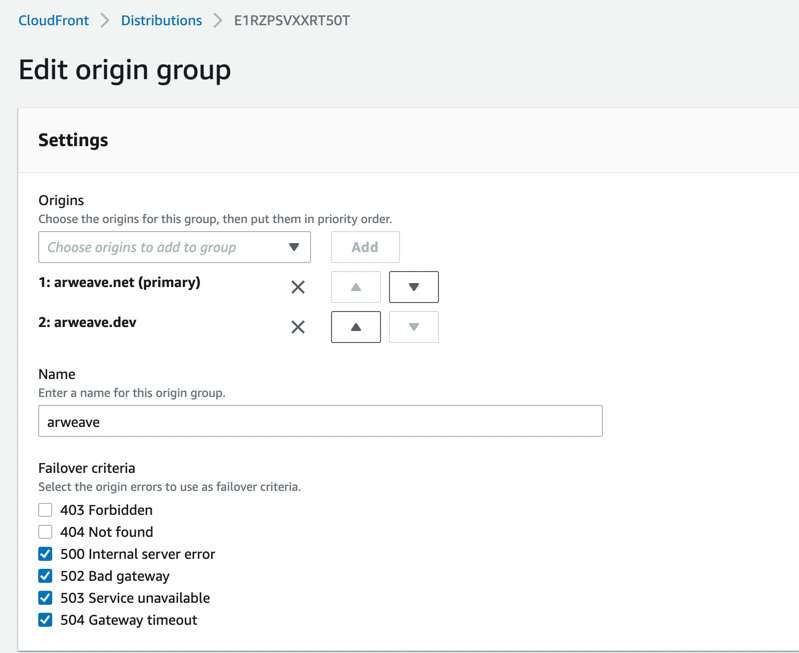 CloudFront > Distributions > E1RZPSVXXRT50T
Edit origin group
Settings
Origins
Choose the origins for this group, then put them in priority order.
Choose origins to add to group Add
1: arweave.net (primary)
2: arweave.dev
Name
Enter a name for this origin group.
arweave
Failover criteria
Select the origin errors to use as failover criteria.
403 Forbidden
404 Not found
500 Internal server error
502 Bad gateway
503 Service unavailable
504 Gateway timeout